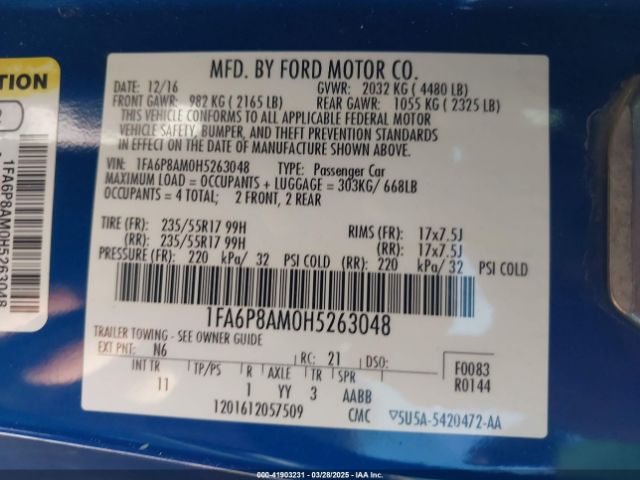 MFD. BY FORD MOTOR CO.
DATE: 12/16 GVWR: 2032 KG ( 4480 LB)
FRONT GAWR: 982 KG ( 2165 LB) REAR GAWR: 1055 KG ( 2325 LB)
THIS VEHICLE CONFORMS TO ALL APPLICABLE FEDERAL MOTOR
VEHICLE SAFETY, BUMPER, AND THEFT PREVENTION STANDARDS
IN EFFECT ON THE DATE OF MANUFACTURE SHOWN ABOVE.
VIN: 1FA6P8AM0H5263048 TYPE: Passenger Car
MAXIMUM LOAD = OCCUPANTS + LUGGAGE = 303KG/ 668LB
OCCUPANTS = 4 TOTAL; 2 FRONT, 2 REAR
TIRE (FR): 235/55R17 99H RIMS (FR): 17x7.5J
(RR): 235/55R17 99H (RR): 17x7.5J
PRESSURE (FR): 220 kPa/ 32 PSI COLD (RR): 220 kPa/ 32 PSI COLD
1FA6P8AM0H5263048
TRAILER TOWING - SEE OWNER GUIDE
EXT PNT: N6 RC: 21 DSO: F0083
INT TR TP/PS R AXLE TR SPR R0144
11 1 YY 3 AABB
1201612057509 CMC ▽5U5A-5420472-AA
TION
2
1FA6P8AM0H5263048
000-41903231 - 03/28/2025 - IAA, Inc.